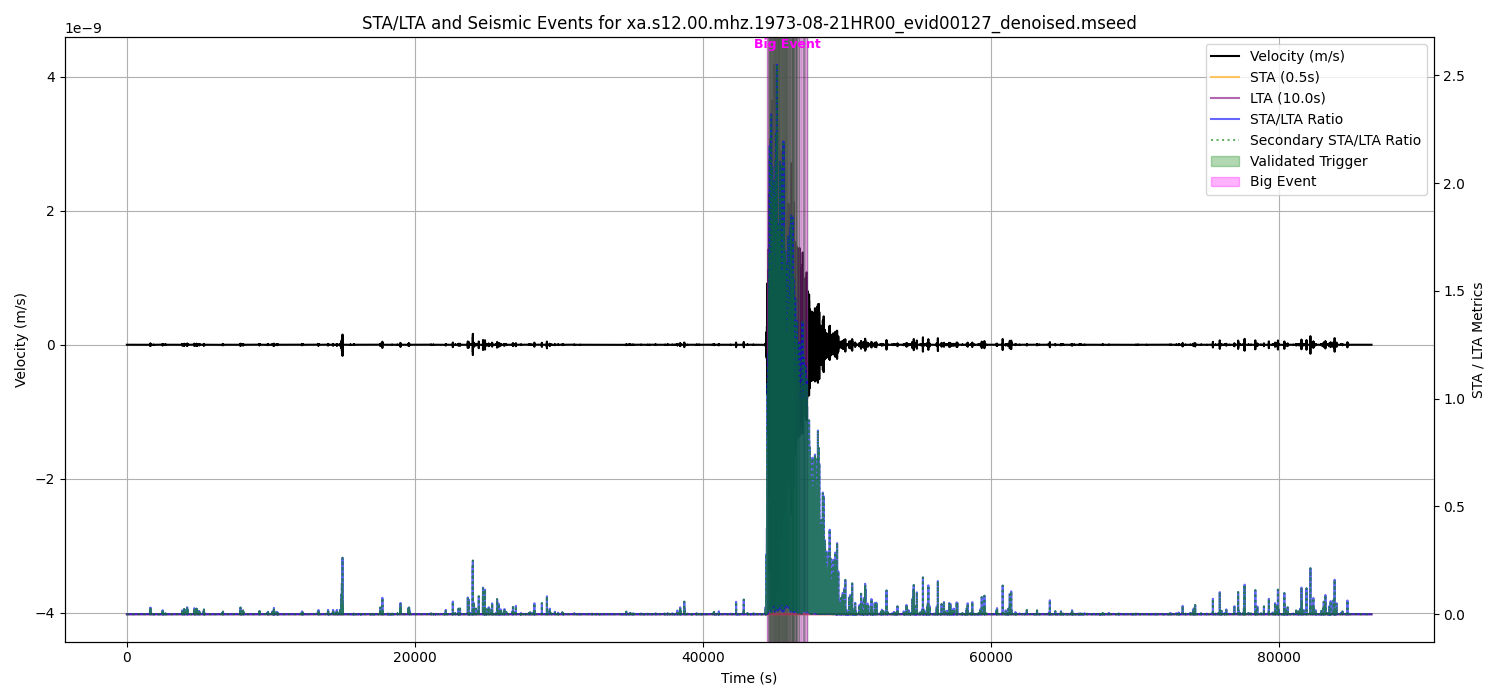 STA/LTA and Seismic Events for xa.s12.00.mhz.1973-08-21HR00_evid00127_denoised.mseed
1e−9
Big Event
Velocity (m/s)
STA (0.5s)
LTA (10.0s)
STA/LTA Ratio
Secondary STA/LTA Ratio
Validated Trigger
Big Event
4
2
0
−2
−4
Velocity (m/s)
2.5
2.0
1.5
1.0
0.5
0.0
STA / LTA Metrics
0 20000 40000 60000 80000
Time (s)